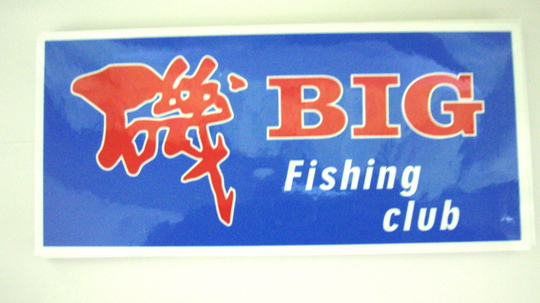 磯 BIG
Fishing
club